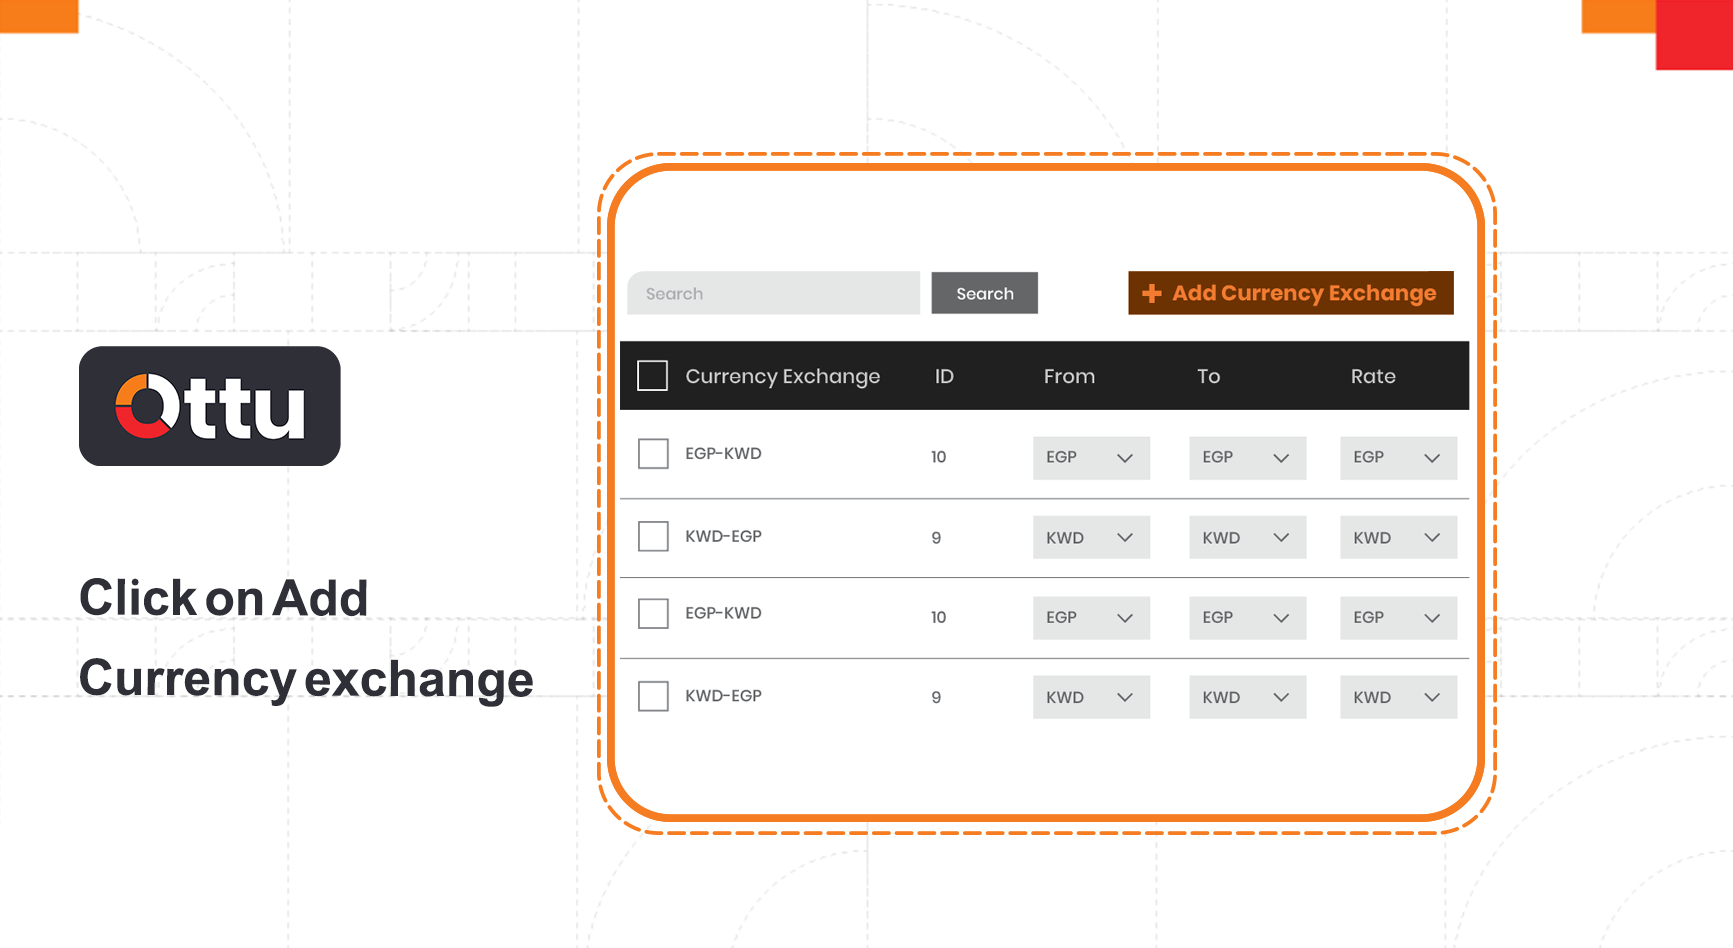 Ottu
Click on Add
Currency exchange
Search Search + Add Currency Exchange
Currency Exchange ID From To Rate
EGP-KWD 10 EGP EGP EGP
KWD-EGP 9 KWD KWD KWD
EGP-KWD 10 EGP EGP EGP
KWD-EGP 9 KWD KWD KWD